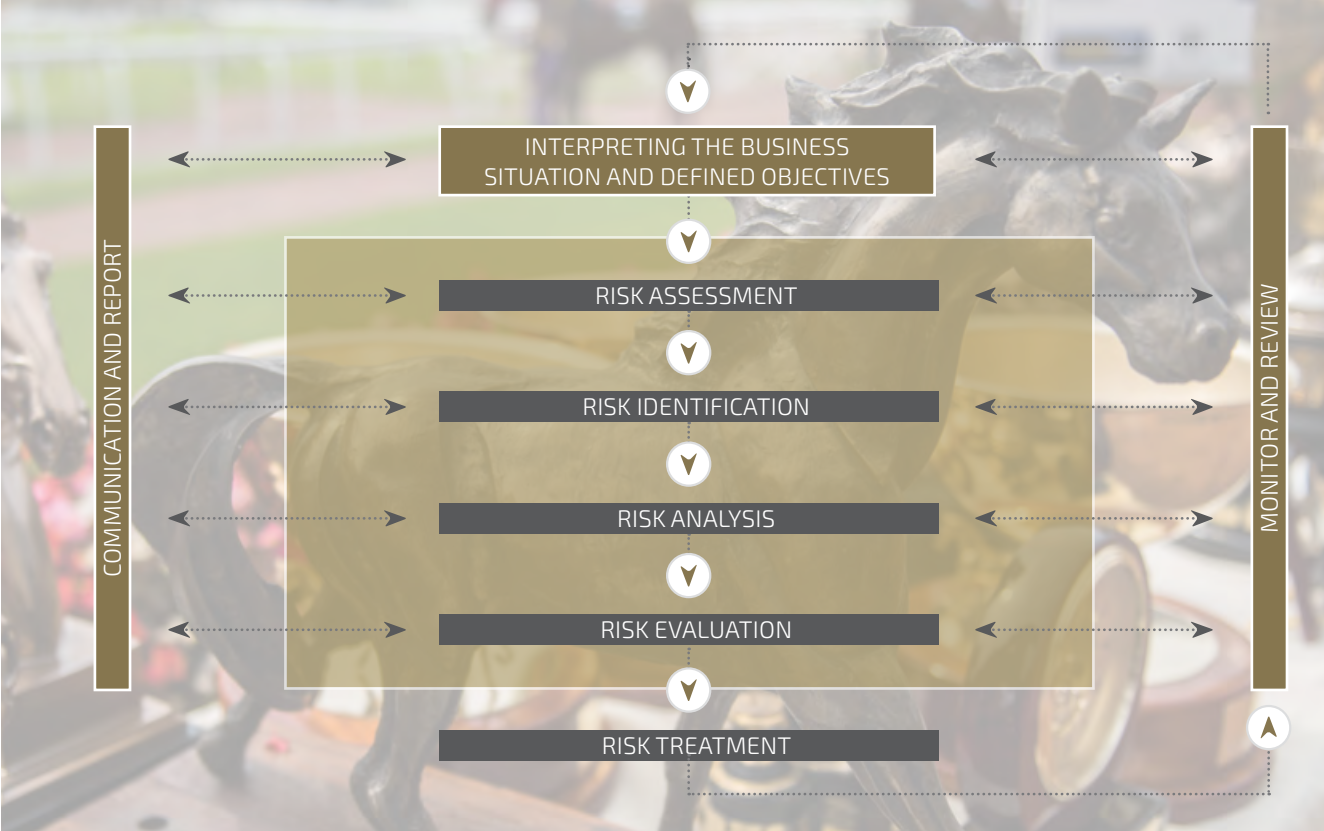 INTERPRETING THE BUSINESS
SITUATION AND DEFINED OBJECTIVES
COMMUNICATION AND REPORT
RISK ASSESSMENT
RISK IDENTIFICATION
RISK ANALYSIS
RISK EVALUATION
RISK TREATMENT
MONITOR AND REVIEW